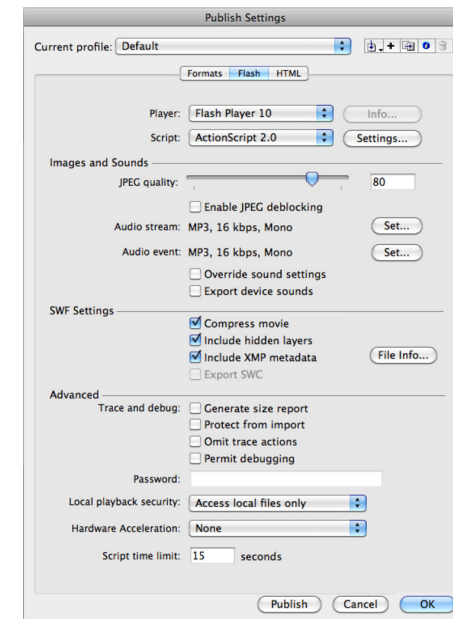 Publish Settings
Current profile: Default
Formats Flash HTML
Player: Flash Player 10 Info...
Script: ActionScript 2.0 Settings...
Images and Sounds
JPEG quality: 80
Enable JPEG deblocking
Audio stream: MP3, 16 kbps, Mono Set...
Audio event: MP3, 16 kbps, Mono Set...
Override sound settings
Export device sounds
SWF Settings
Compress movie
Include hidden layers
Include XMP metadata File Info...
Export SWC
Advanced
Trace and debug: Generate size report
Protect from import
Omit trace actions
Permit debugging
Password:
Local playback security: Access local files only
Hardware Acceleration: None
Script time limit: 15 seconds
Publish Cancel OK